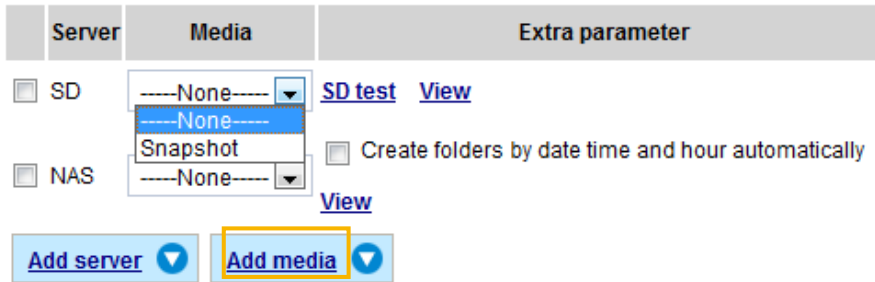 Server Media Extra parameter
SD -----None----- SD test View
-----None-----
Snapshot
Create folders by date time and hour automatically
NAS -----None-----
View
Add server Add media